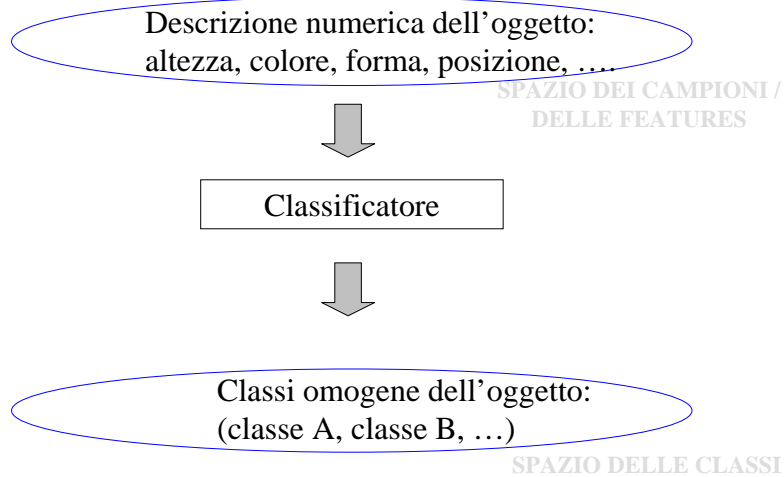 Descrizione numerica dell’oggetto:
altezza, colore, forma, posizione, ….
SPAZIO DEI CAMPIONI /
DELLE FEATURES
Classificatore
Classi omogene dell’oggetto:
(classe A, classe B, …)
SPAZIO DELLE CLASSI